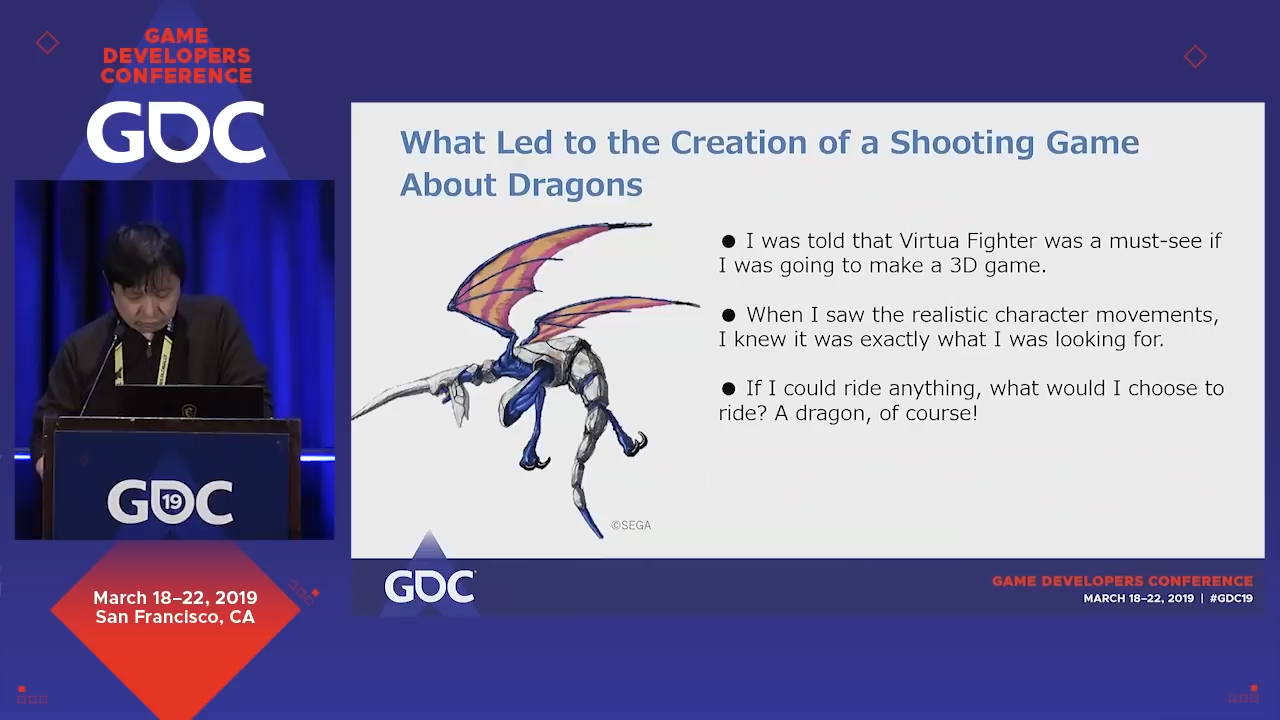 GAME
DEVELOPERS
CONFERENCE
GDC
What Led to the Creation of a Shooting Game
About Dragons
● I was told that Virtua Fighter was a must-see if
I was going to make a 3D game.
● When I saw the realistic character movements,
I knew it was exactly what I was looking for.
● If I could ride anything, what would I choose to
ride? A dragon, of course!
©SEGA
GDC 19
March 18–22, 2019
San Francisco, CA
GDC
GAME DEVELOPERS CONFERENCE
MARCH 18–22, 2019 | #GDC19